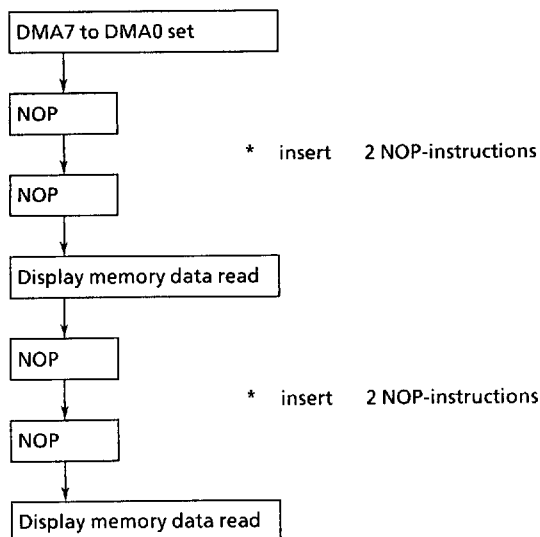 DMA7 to DMA0 set
NOP
* insert 2 NOP-instructions
NOP
Display memory data read
NOP
* insert 2 NOP-instructions
NOP
Display memory data read